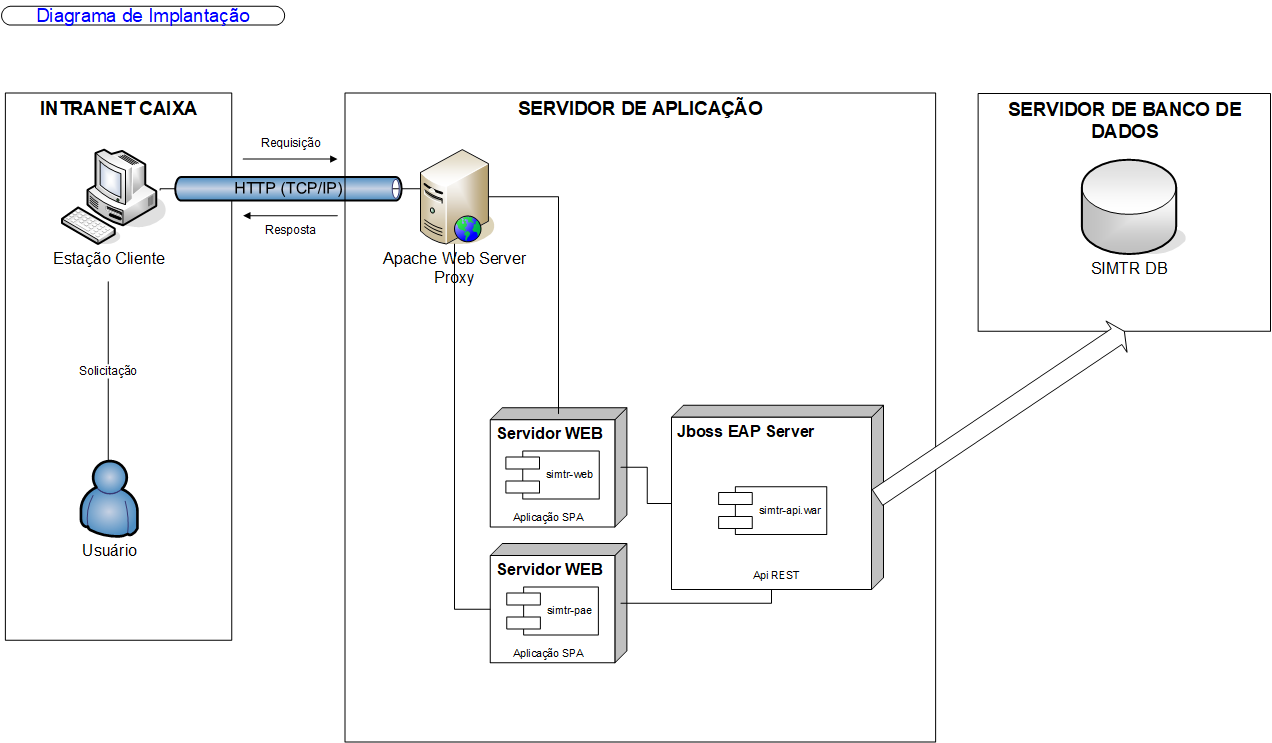 Diagrama de Implantação
INTRANET CAIXA
Estação Cliente
Solicitação
Usuário
Requisição
HTTP (TCP/IP)
Resposta
SERVIDOR DE APLICAÇÃO
Apache Web Server
Proxy
Servidor WEB
simtr-web
Aplicação SPA
Servidor WEB
simtr-pae
Aplicação SPA
Jboss EAP Server
simtr-api.war
Api REST
SERVIDOR DE BANCO DE
DADOS
SIMTR DB